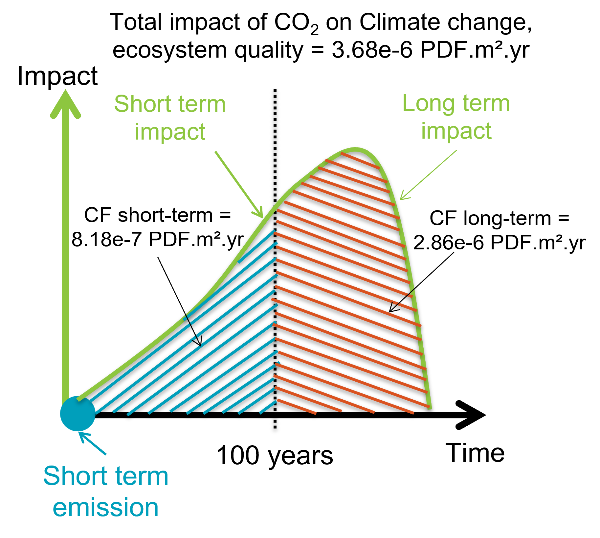 Total impact of CO₂ on Climate change,
ecosystem quality = 3.68e-6 PDF.m².yr
Impact
Short term
impact
Long term
impact
CF short-term =
8.18e-7 PDF.m².yr
CF long-term =
2.86e-6 PDF.m².yr
100 years
Time
Short term
emission